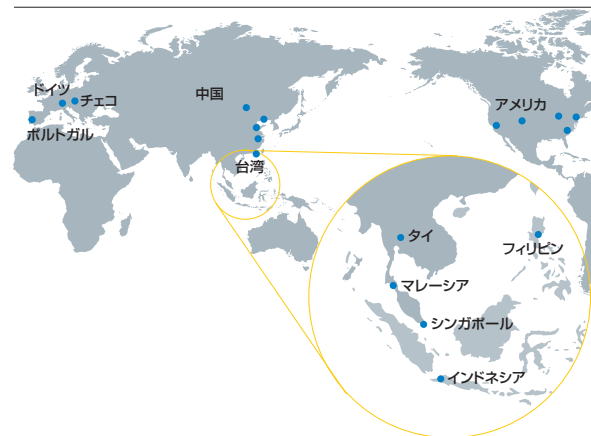 ドイツ
チェコ
ポルトガル
中国
台湾
アメリカ
タイ
フィリピン
マレーシア
シンガポール
インドネシア